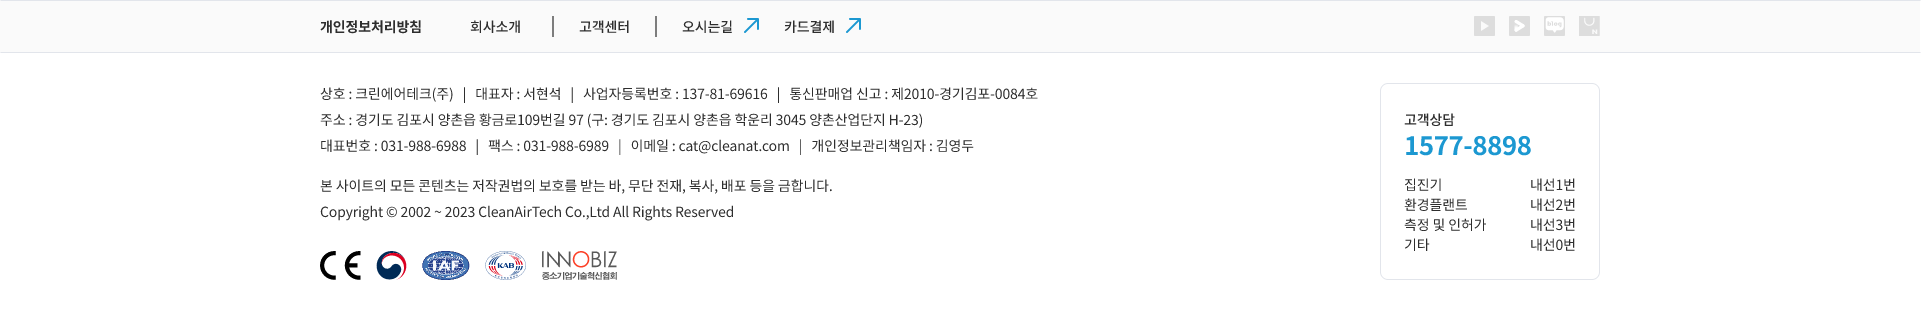 개인정보처리방침 회사소개 | 고객센터 | 오시는길 카드결제
blog
N
상호 : 크린에어테크(주) | 대표자 : 서현석 | 사업자등록번호 : 137-81-69616 | 통신판매업 신고 : 제2010-경기김포-0084호
주소 : 경기도 김포시 양촌읍 황금로109번길 97 (구: 경기도 김포시 양촌읍 학운리 3045 양촌산업단지 H-23)
대표번호 : 031-988-6988 | 팩스 : 031-988-6989 | 이메일 : cat@cleanat.com | 개인정보관리책임자 : 김영두
본 사이트의 모든 콘텐츠는 저작권법의 보호를 받는 바, 무단 전재, 복사, 배포 등을 금합니다.
Copyright © 2002 ~ 2023 CleanAirTech Co.,Ltd All Rights Reserved
CE IAF KAB INNOBIZ
중소기업기술혁신협회
고객상담
1577-8898
집진기 내선1번
환경플랜트 내선2번
측정 및 인허가 내선3번
기타 내선0번